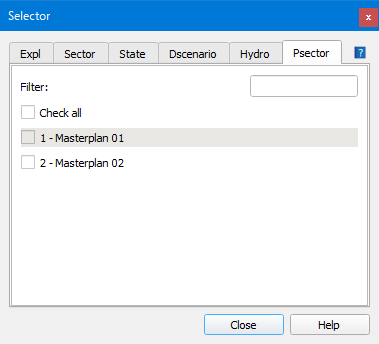 Selector
x
Expl Sector State Dscenario Hydro Psector ?
Filter:
Check all
1 - Masterplan 01
2 - Masterplan 02
Close Help